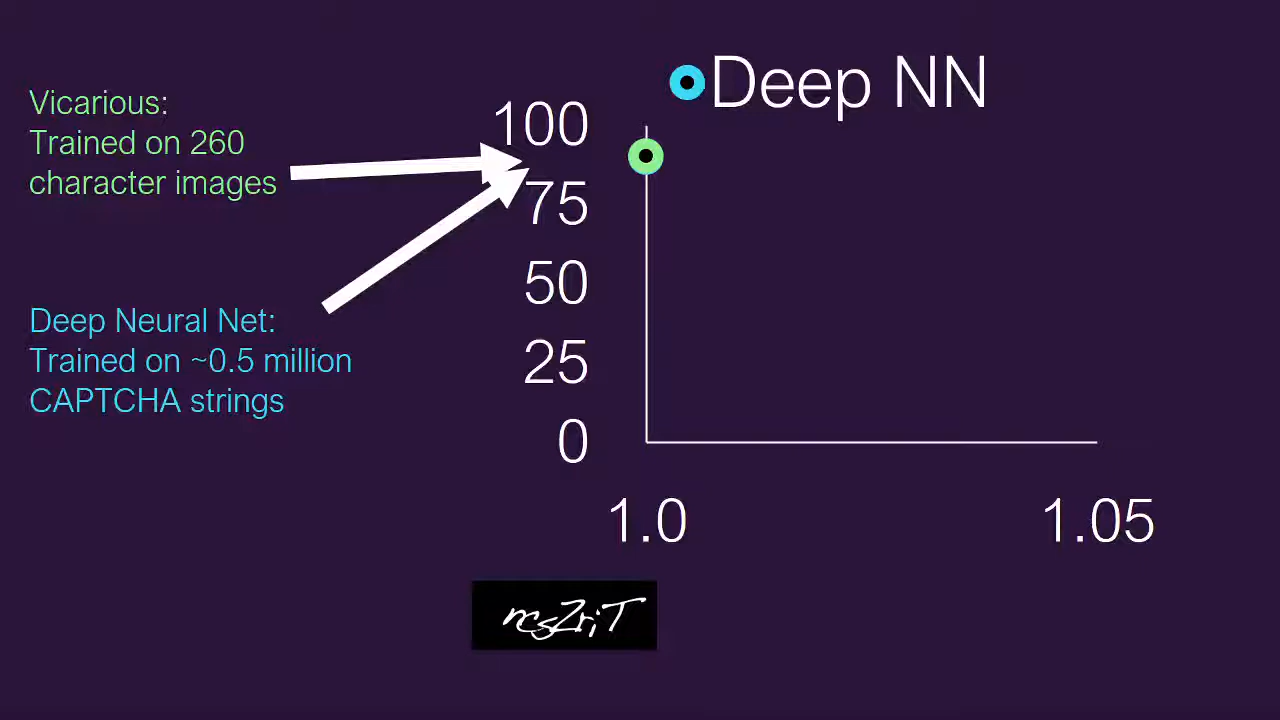 Deep NN
Vicarious:
Trained on 260
character images
Deep Neural Net:
Trained on ~0.5 million
CAPTCHA strings
100
75
50
25
0
1.0
1.05
ncsZriT